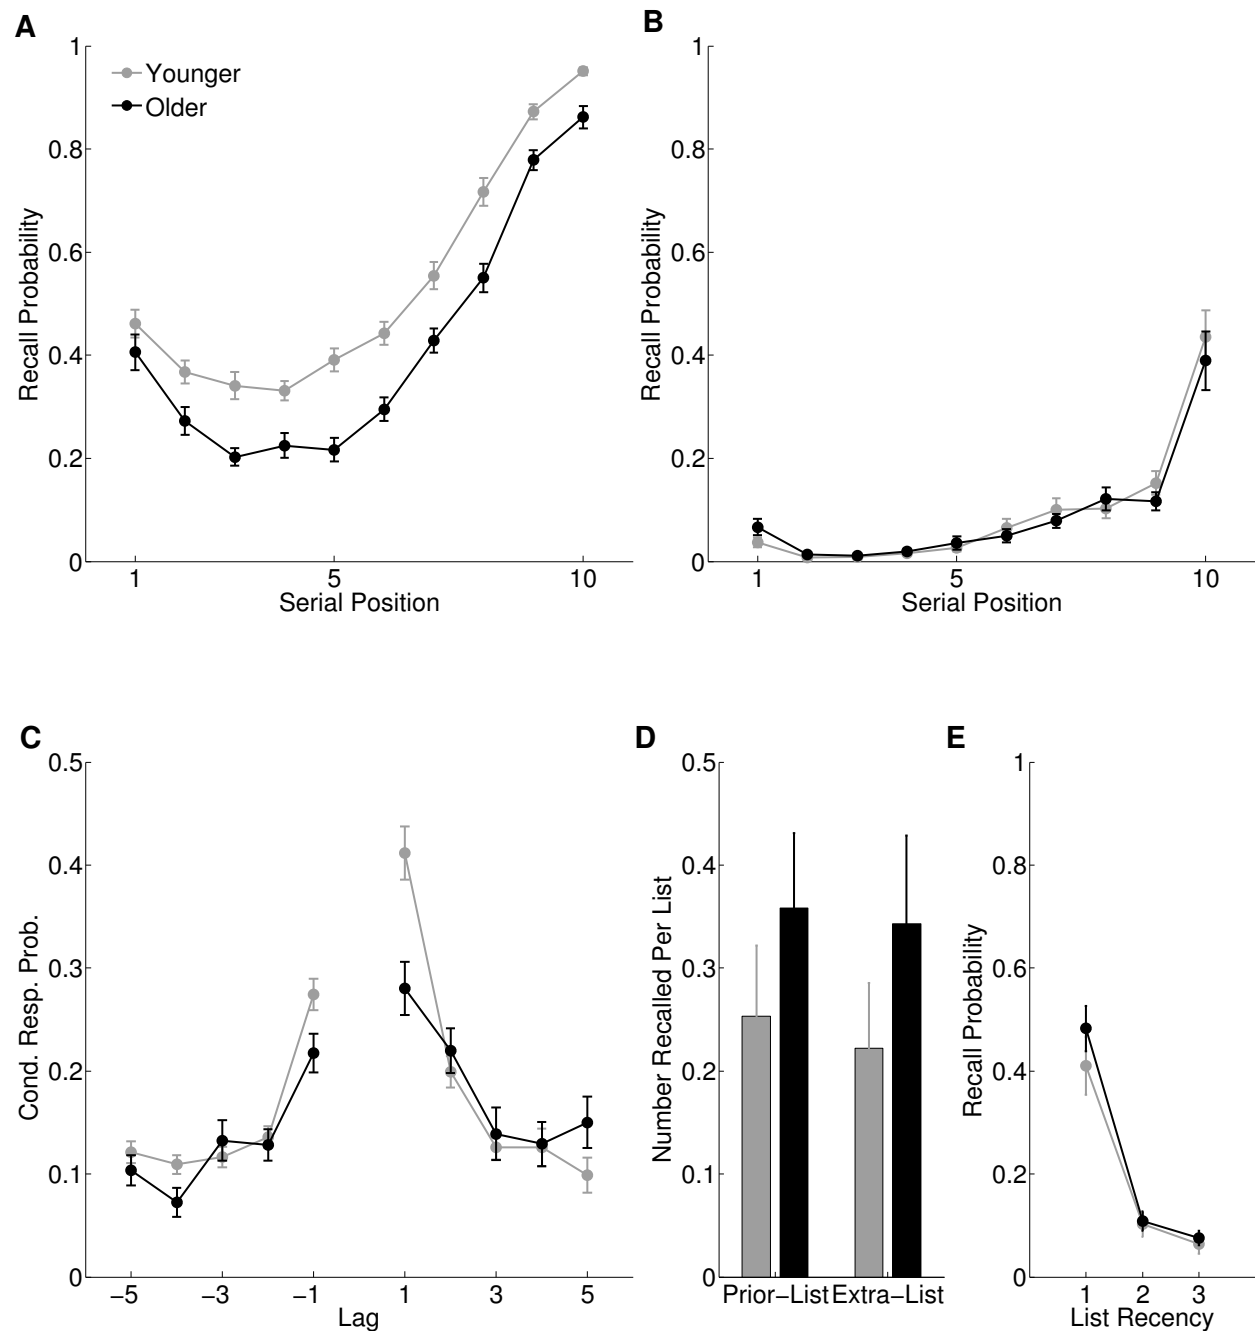 A
1
0.8
0.6
0.4
0.2
0
Recall Probability
Younger
Older
1 5 10
Serial Position
B
1
0.8
0.6
0.4
0.2
0
Recall Probability
1 5 10
Serial Position
C
0.5
0.4
0.3
0.2
0.1
0
Cond. Resp. Prob.
−5 −3 −1 1 3 5
Lag
D
0.5
0.4
0.3
0.2
0.1
0
Number Recalled Per List
Prior−List Extra−List
E
1
0.8
0.6
0.4
0.2
0
Recall Probability
1 2 3
List Recency